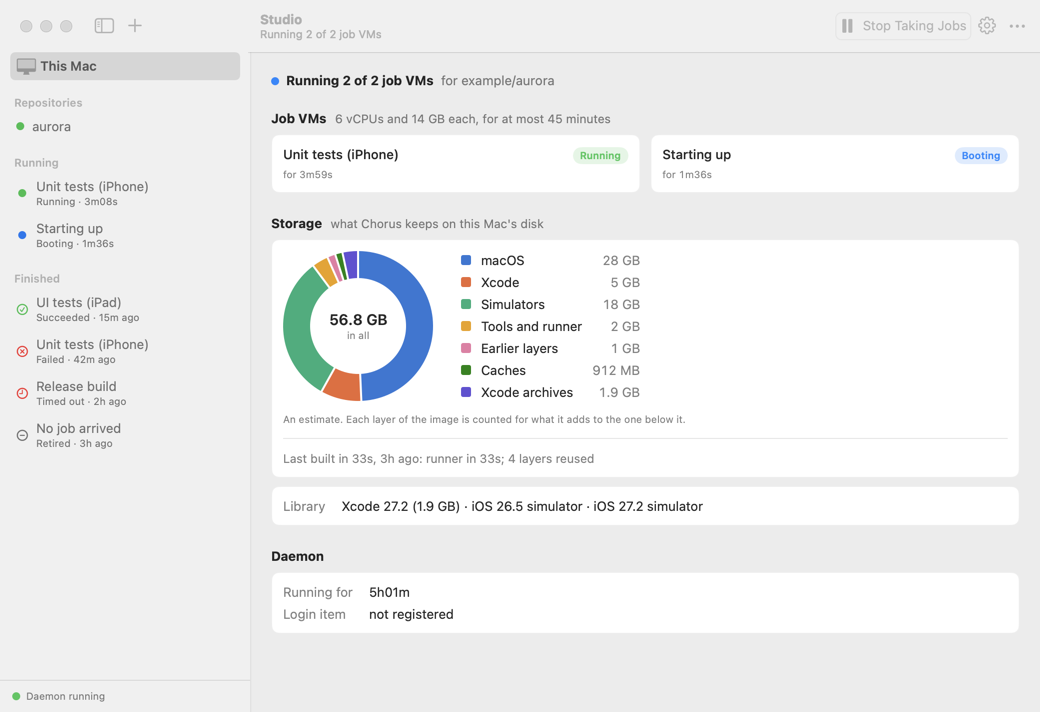 Studio
Running 2 of 2 job VMs
Stop Taking Jobs
This Mac
Repositories
aurora
Running
Unit tests (iPhone)
Running · 3m08s
Starting up
Booting · 1m36s
Finished
UI tests (iPad)
Succeeded · 15m ago
Unit tests (iPhone)
Failed · 42m ago
Release build
Timed out · 2h ago
No job arrived
Retired · 3h ago
Daemon running
Running 2 of 2 job VMs for example/aurora
Job VMs 6 vCPUs and 14 GB each, for at most 45 minutes
Unit tests (iPhone) Running
for 3m59s
Starting up Booting
for 1m36s
Storage what Chorus keeps on this Mac's disk
56.8 GB
in all
macOS 28 GB
Xcode 5 GB
Simulators 18 GB
Tools and runner 2 GB
Earlier layers 1 GB
Caches 912 MB
Xcode archives 1.9 GB
An estimate. Each layer of the image is counted for what it adds to the one below it.
Last built in 33s, 3h ago: runner in 33s; 4 layers reused
Library Xcode 27.2 (1.9 GB) · iOS 26.5 simulator · iOS 27.2 simulator
Daemon
Running for 5h01m
Login item not registered